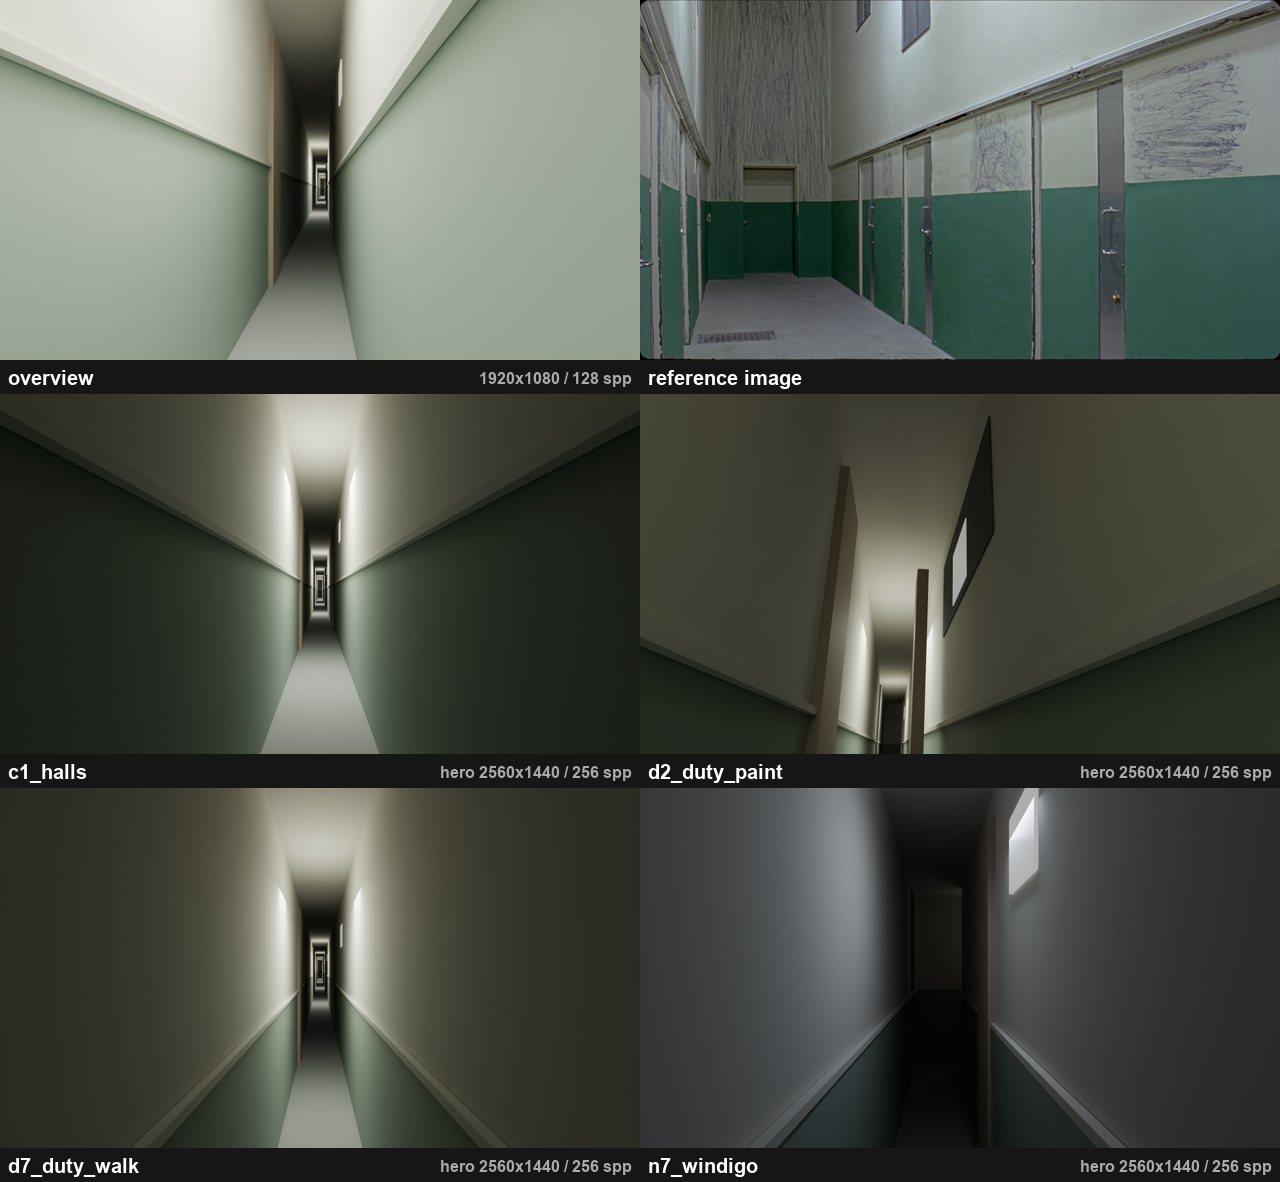 overview
1920x1080 / 128 spp
reference image
c1_halls
hero 2560x1440 / 256 spp
d2_duty_paint
hero 2560x1440 / 256 spp
d7_duty_walk
hero 2560x1440 / 256 spp
n7_windigo
hero 2560x1440 / 256 spp